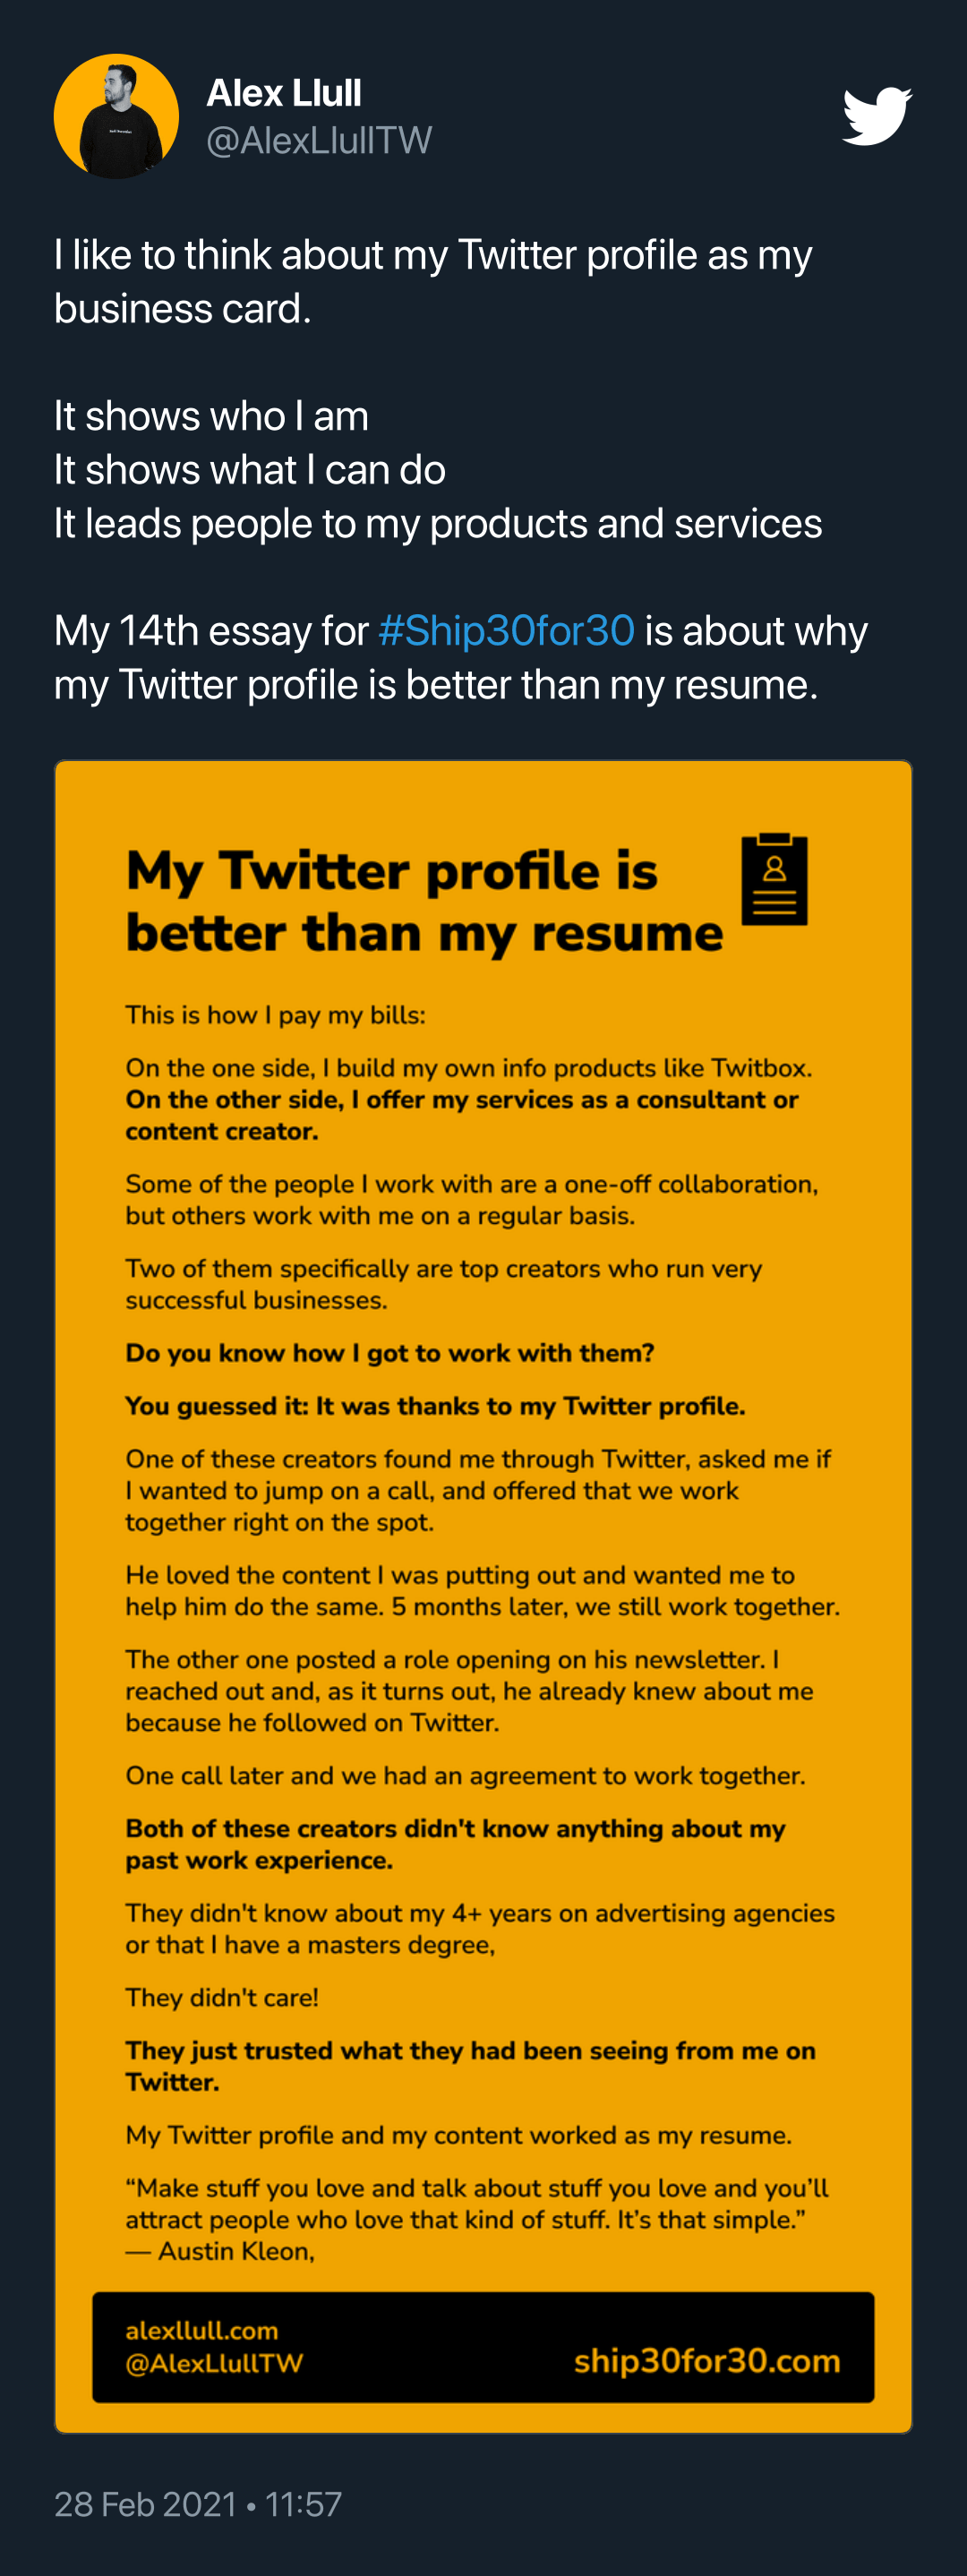 Alex Llull
@AlexLlullTW
I like to think about my Twitter profile as my
business card.
It shows who I am
It shows what I can do
It leads people to my products and services
My 14th essay for #Ship30for30 is about why
my Twitter profile is better than my resume.
My Twitter profile is
better than my resume
This is how I pay my bills:
On the one side, I build my own info products like Twitbox.
On the other side, I offer my services as a consultant or
content creator.
Some of the people I work with are a one-off collaboration,
but others work with me on a regular basis.
Two of them specifically are top creators who run very
successful businesses.
Do you know how I got to work with them?
You guessed it: It was thanks to my Twitter profile.
One of these creators found me through Twitter, asked me if
I wanted to jump on a call, and offered that we work
together right on the spot.
He loved the content I was putting out and wanted me to
help him do the same. 5 months later, we still work together.
The other one posted a role opening on his newsletter. I
reached out and, as it turns out, he already knew about me
because he followed on Twitter.
One call later and we had an agreement to work together.
Both of these creators didn't know anything about my
past work experience.
They didn't know about my 4+ years on advertising agencies
or that I have a masters degree,
They didn't care!
They just trusted what they had been seeing from me on
Twitter.
My Twitter profile and my content worked as my resume.
“Make stuff you love and talk about stuff you love and you’ll
attract people who love that kind of stuff. It’s that simple.”
— Austin Kleon,
alexllull.com
@AlexLlullTW
ship30for30.com
28 Feb 2021 • 11:57